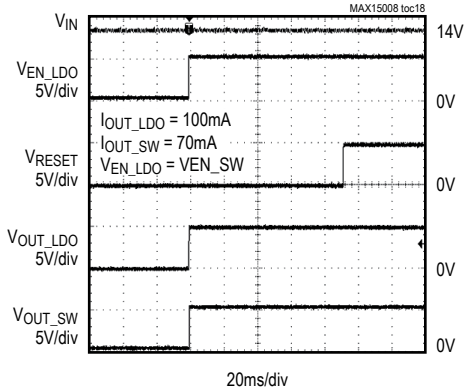 MAX15008 toc18
VIN
14V
VEN_LDO
5V/div
0V
IOUT_LDO = 100mA
IOUT_SW = 70mA
VEN_LDO = VEN_SW
VRESET
5V/div
0V
VOUT_LDO
5V/div
0V
VOUT_SW
5V/div
0V
20ms/div